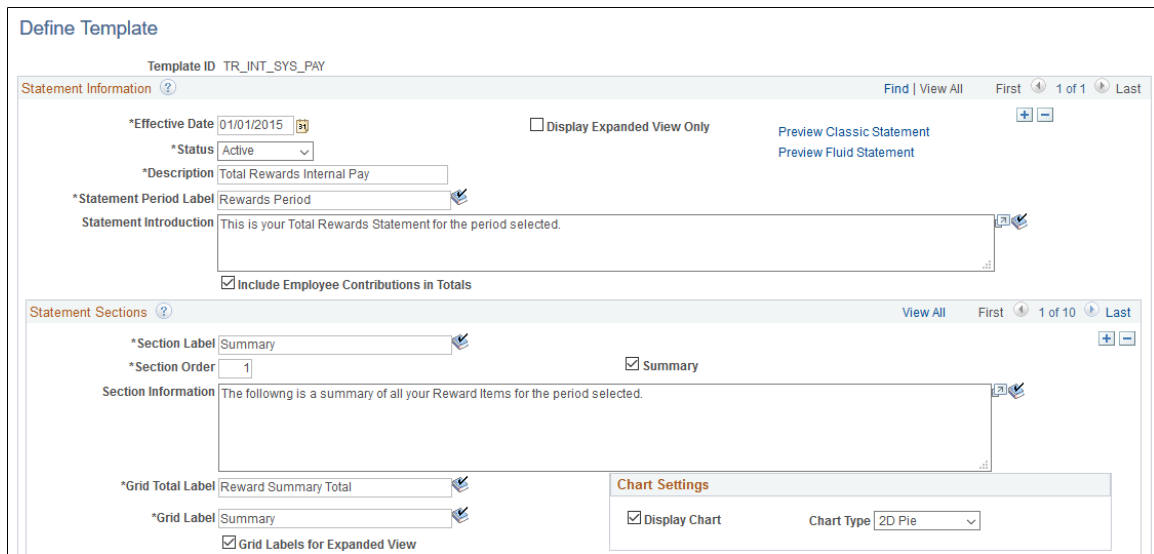 Define Template
Template ID TR_INT_SYS_PAY
Statement Information ? Find | View All First 1 of 1 Last
*Effective Date 01/01/2015 31 Display Expanded View Only Preview Classic Statement
*Status Active Preview Fluid Statement
*Description Total Rewards Internal Pay
*Statement Period Label Rewards Period
Statement Introduction This is your Total Rewards Statement for the period selected.
Include Employee Contributions in Totals
Statement Sections ? View All First 1 of 10 Last
*Section Label Summary
*Section Order 1 Summary
Section Information The followng is a summary of all your Reward Items for the period selected.
*Grid Total Label Reward Summary Total Chart Settings
*Grid Label Summary Display Chart Chart Type 2D Pie
Grid Labels for Expanded View